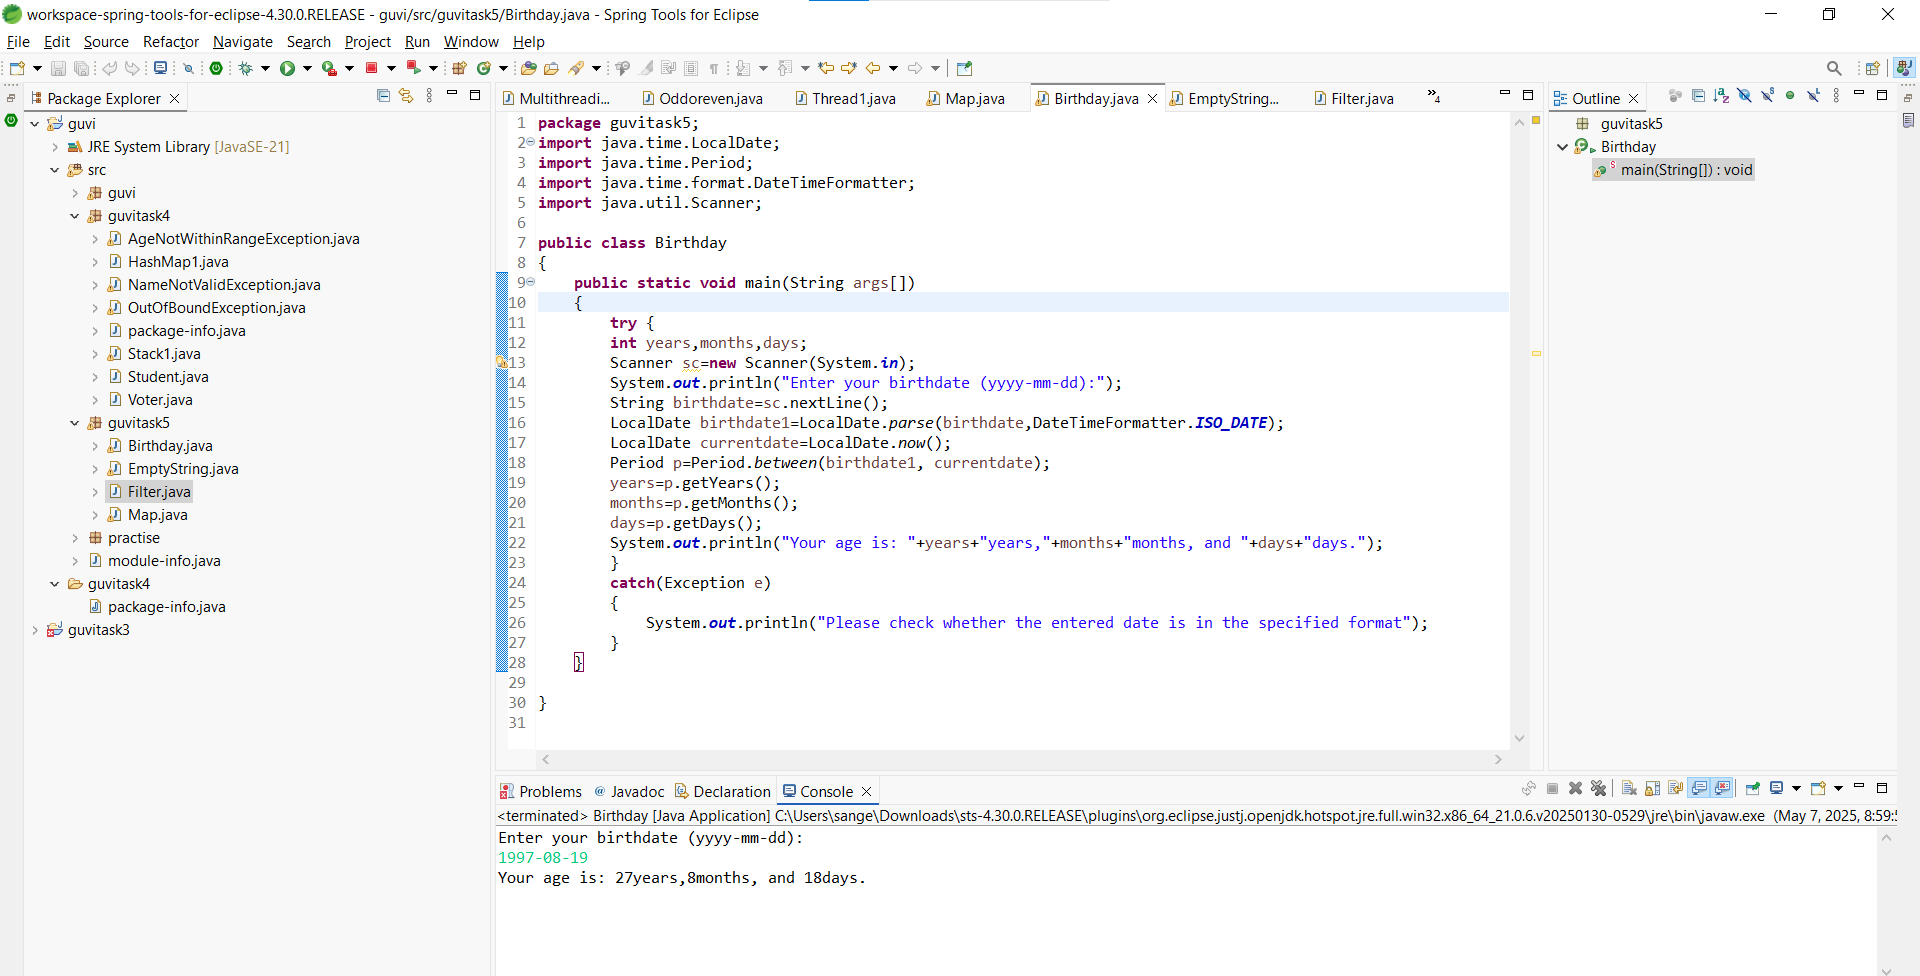 workspace-spring-tools-for-eclipse-4.30.0.RELEASE - guvi/src/guvitask5/Birthday.java - Spring Tools for Eclipse
File Edit Source Refactor Navigate Search Project Run Window Help
Package Explorer
guvi
JRE System Library [JavaSE-21]
src
guvi
guvitask4
AgeNotWithinRangeException.java
HashMap1.java
NameNotValidException.java
OutOfBoundException.java
package-info.java
Stack1.java
Student.java
Voter.java
guvitask5
Birthday.java
EmptyString.java
Filter.java
Map.java
practise
module-info.java
guvitask4
package-info.java
guvitask3
Multithreadi... Oddoreven.java Thread1.java Map.java Birthday.java EmptyString... Filter.java »4
1 package guvitask5;
2 import java.time.LocalDate;
3 import java.time.Period;
4 import java.time.format.DateTimeFormatter;
5 import java.util.Scanner;
6
7 public class Birthday
8 {
9 public static void main(String args[])
10 {
11 try {
12 int years,months,days;
13 Scanner sc=new Scanner(System.in);
14 System.out.println("Enter your birthdate (yyyy-mm-dd):");
15 String birthdate=sc.nextLine();
16 LocalDate birthdate1=LocalDate.parse(birthdate,DateTimeFormatter.ISO_DATE);
17 LocalDate currentdate=LocalDate.now();
18 Period p=Period.between(birthdate1, currentdate);
19 years=p.getYears();
20 months=p.getMonths();
21 days=p.getDays();
22 System.out.println("Your age is: "+years+"years,"+months+"months, and "+days+"days.");
23 }
24 catch(Exception e)
25 {
26 System.out.println("Please check whether the entered date is in the specified format");
27 }
28 }
29
30 }
31
Outline
guvitask5
Birthday
main(String[]) : void
Problems Javadoc Declaration Console
<terminated> Birthday [Java Application] C:\Users\sange\Downloads\sts-4.30.0.RELEASE\plugins\org.eclipse.justj.openjdk.hotspot.jre.full.win32.x86_64_21.0.6.v20250130-0529\jre\bin\javaw.exe (May 7, 2025, 8:59:5
Enter your birthdate (yyyy-mm-dd):
1997-08-19
Your age is: 27years,8months, and 18days.